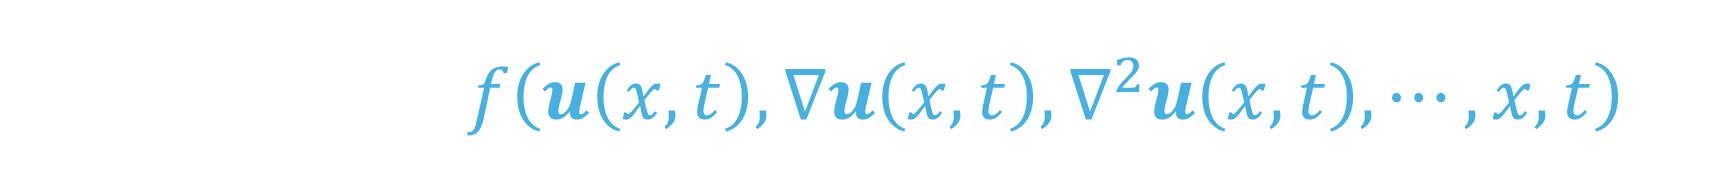 f(u(x, t), ∇u(x, t), ∇²u(x, t), ⋯ , x, t)